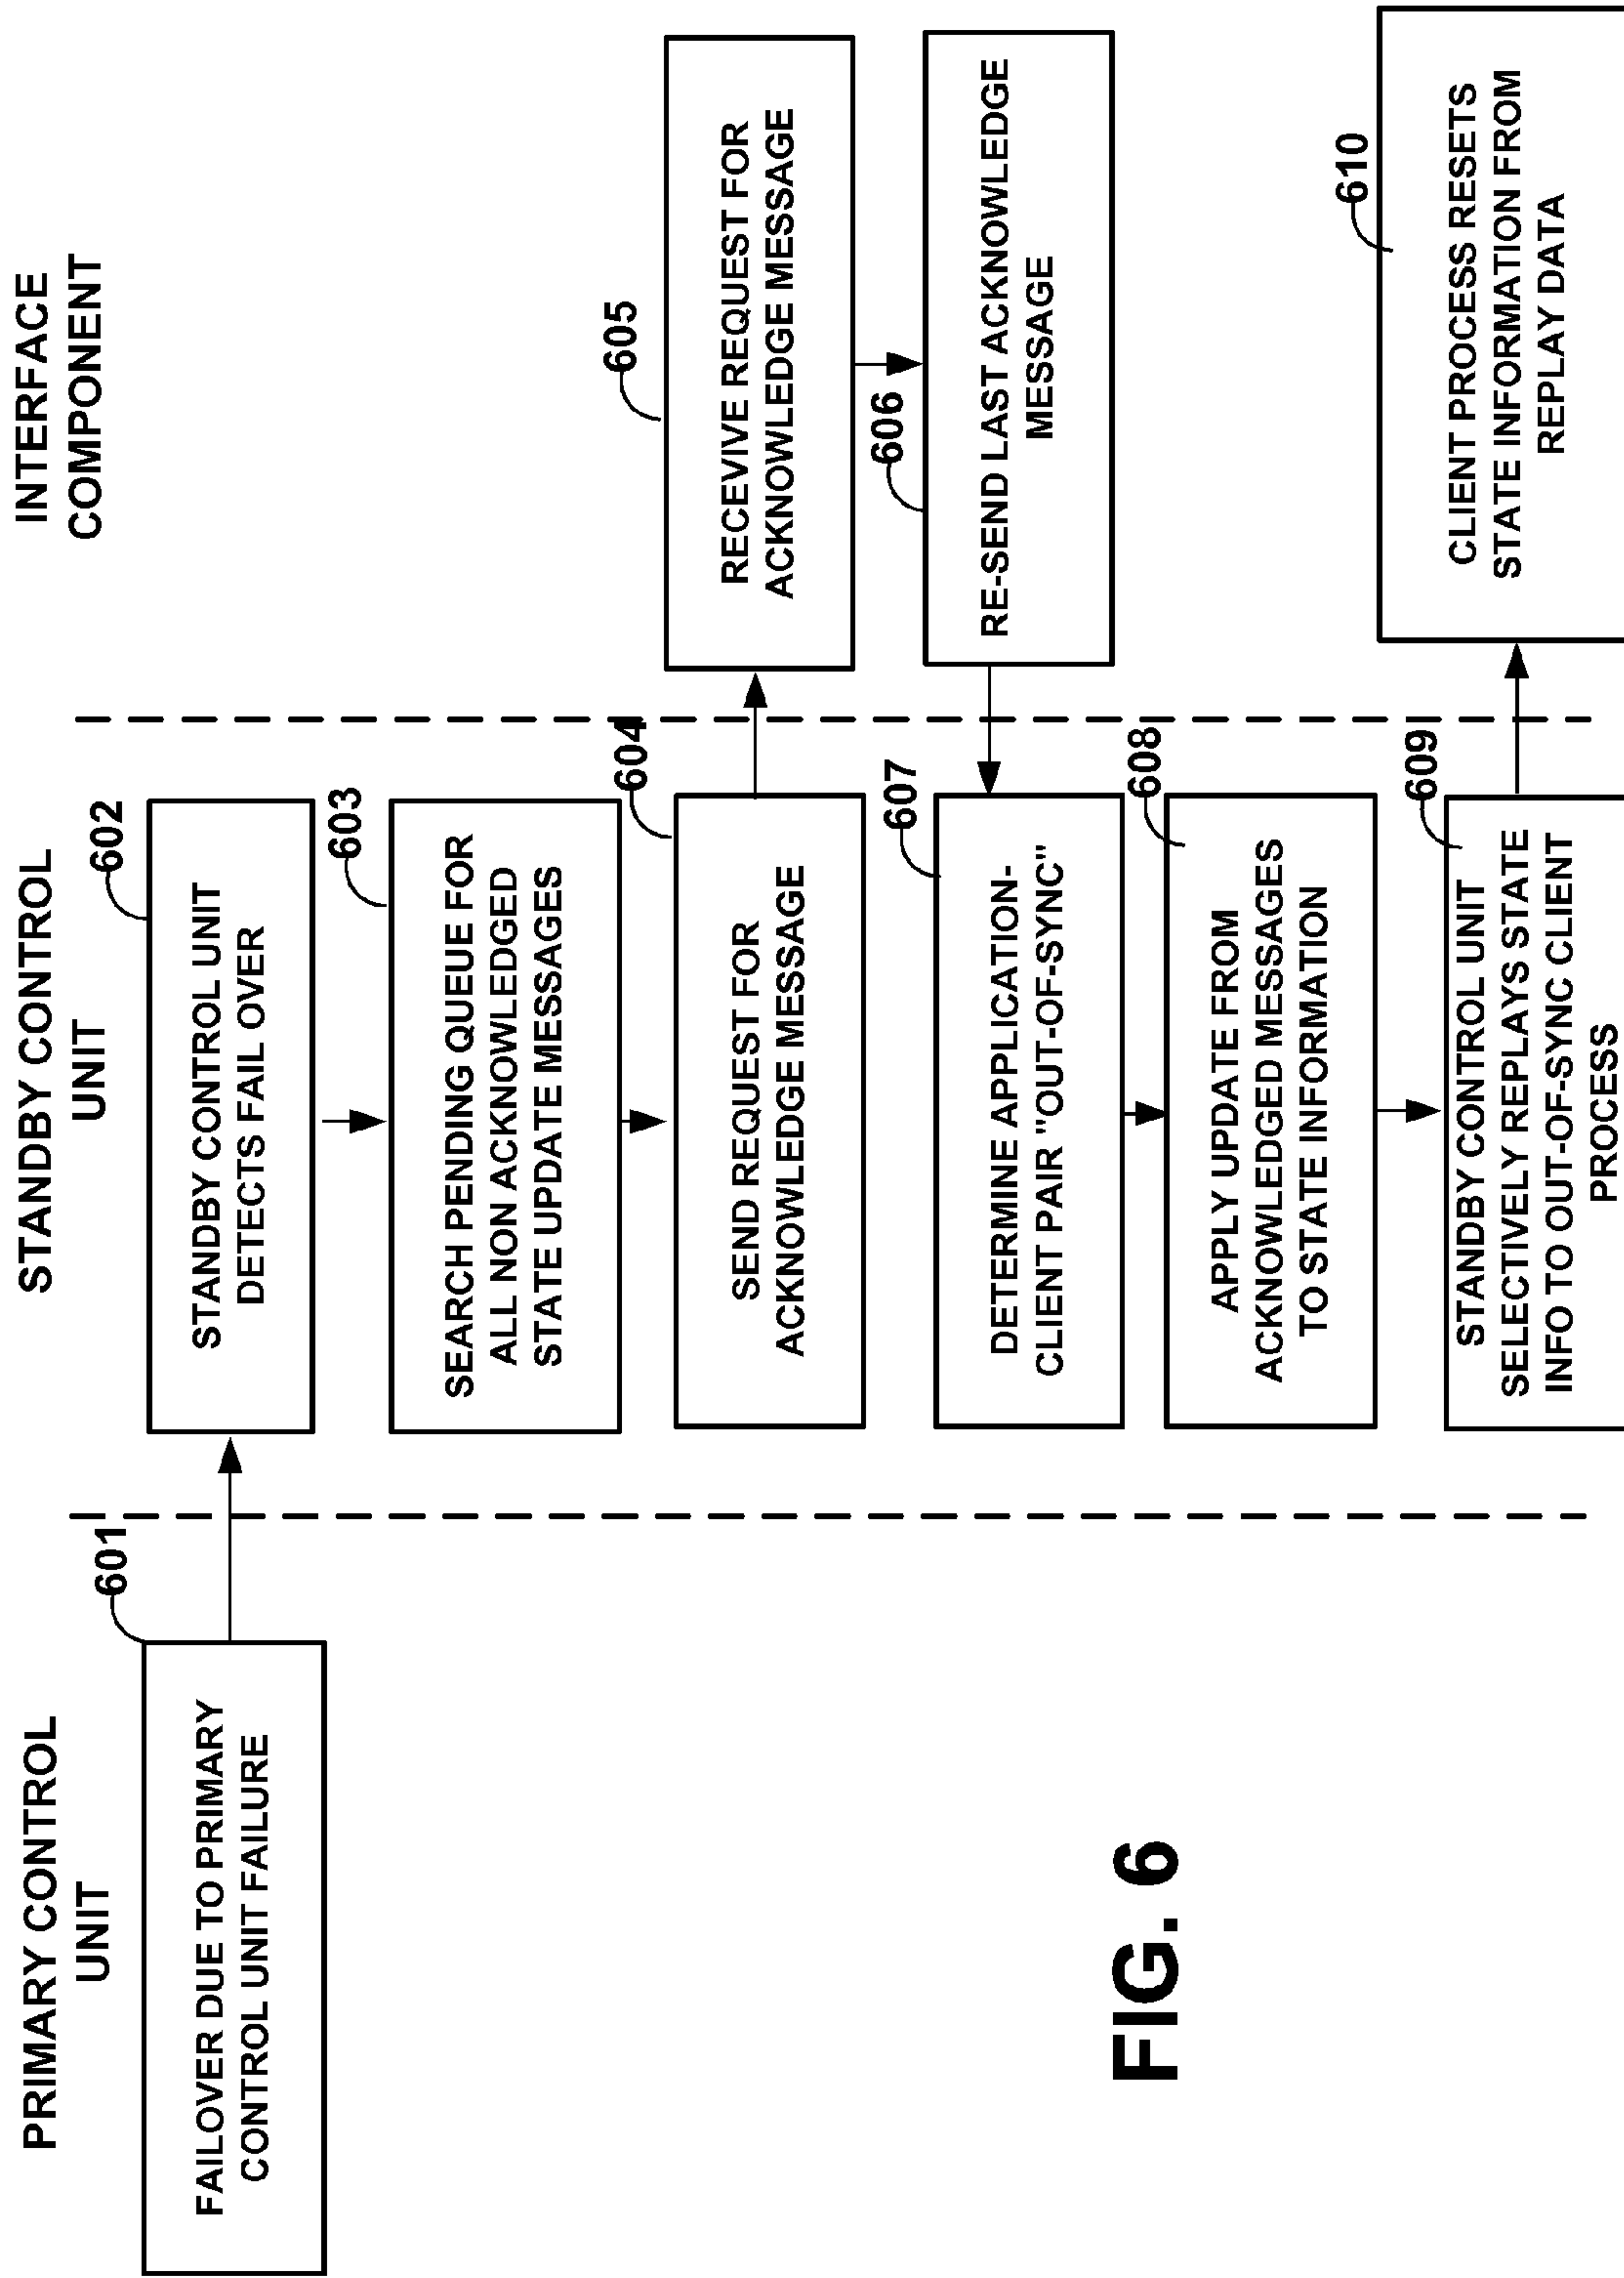 PRIMARY CONTROL
UNIT
STANDBY CONTROL
UNIT
INTERFACE
COMPONENT
601
FAILOVER DUE TO PRIMARY
CONTROL UNIT FAILURE
602
STANDBY CONTROL UNIT
DETECTS FAIL OVER
603
SEARCH PENDING QUEUE FOR
ALL NON ACKNOWLEDGED
STATE UPDATE MESSAGES
604
SEND REQUEST FOR
ACKNOWLEDGE MESSAGE
605
RECEVIVE REQUEST FOR
ACKNOWLEDGE MESSAGE
606
RE-SEND LAST ACKNOWLEDGE
MESSAGE
607
DETERMINE APPLICATION-
CLIENT PAIR "OUT-OF-SYNC"
608
APPLY UPDATE FROM
ACKNOWLEDGED MESSAGES
TO STATE INFORMATION
609
STANDBY CONTROL UNIT
SELECTIVELY REPLAYS STATE
INFO TO OUT-OF-SYNC CLIENT
PROCESS
610
CLIENT PROCESS RESETS
STATE INFORMATION FROM
REPLAY DATA
FIG. 6